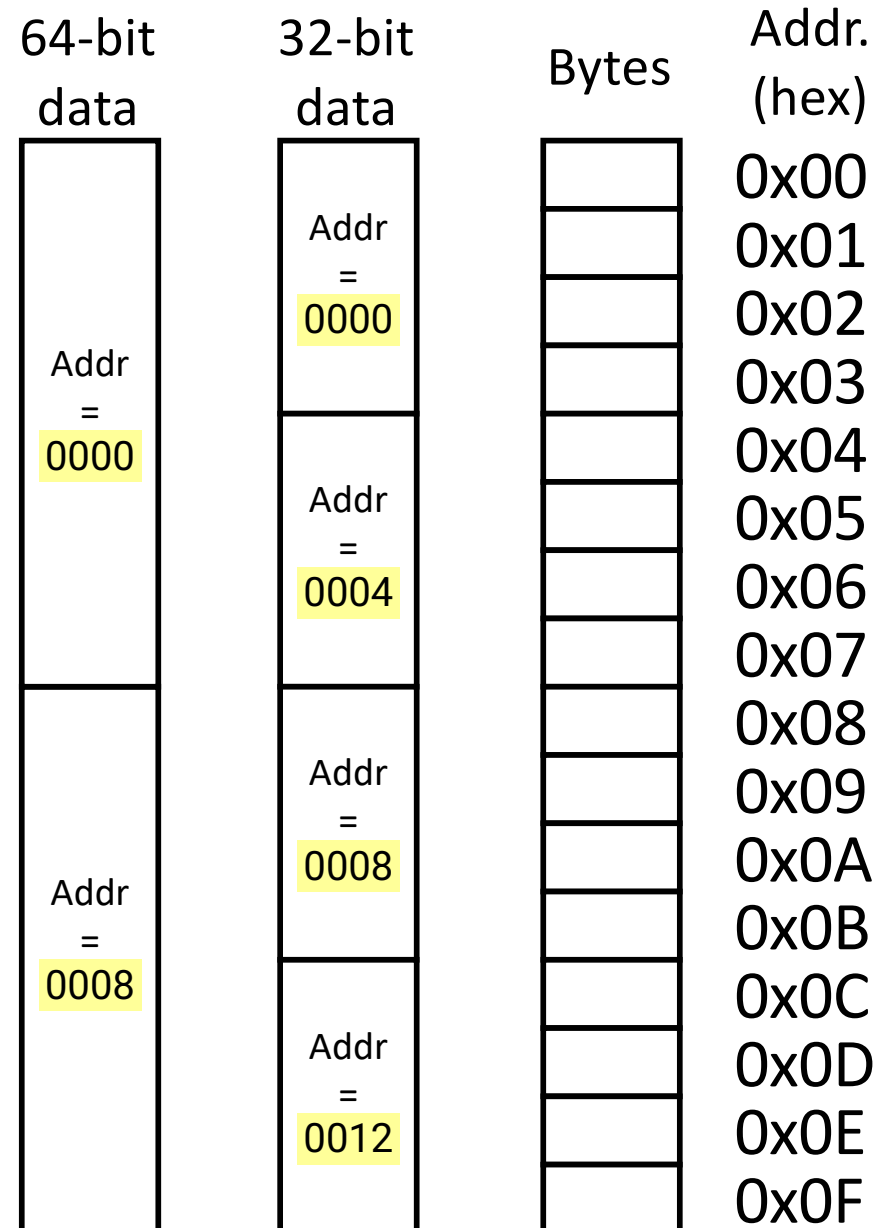 64-bit
data
Addr
=
0000
Addr
=
0008
32-bit
data
Addr
=
0000
Addr
=
0004
Addr
=
0008
Addr
=
0012
Bytes
Addr.
(hex)
0x00
0x01
0x02
0x03
0x04
0x05
0x06
0x07
0x08
0x09
0x0A
0x0B
0x0C
0x0D
0x0E
0x0F